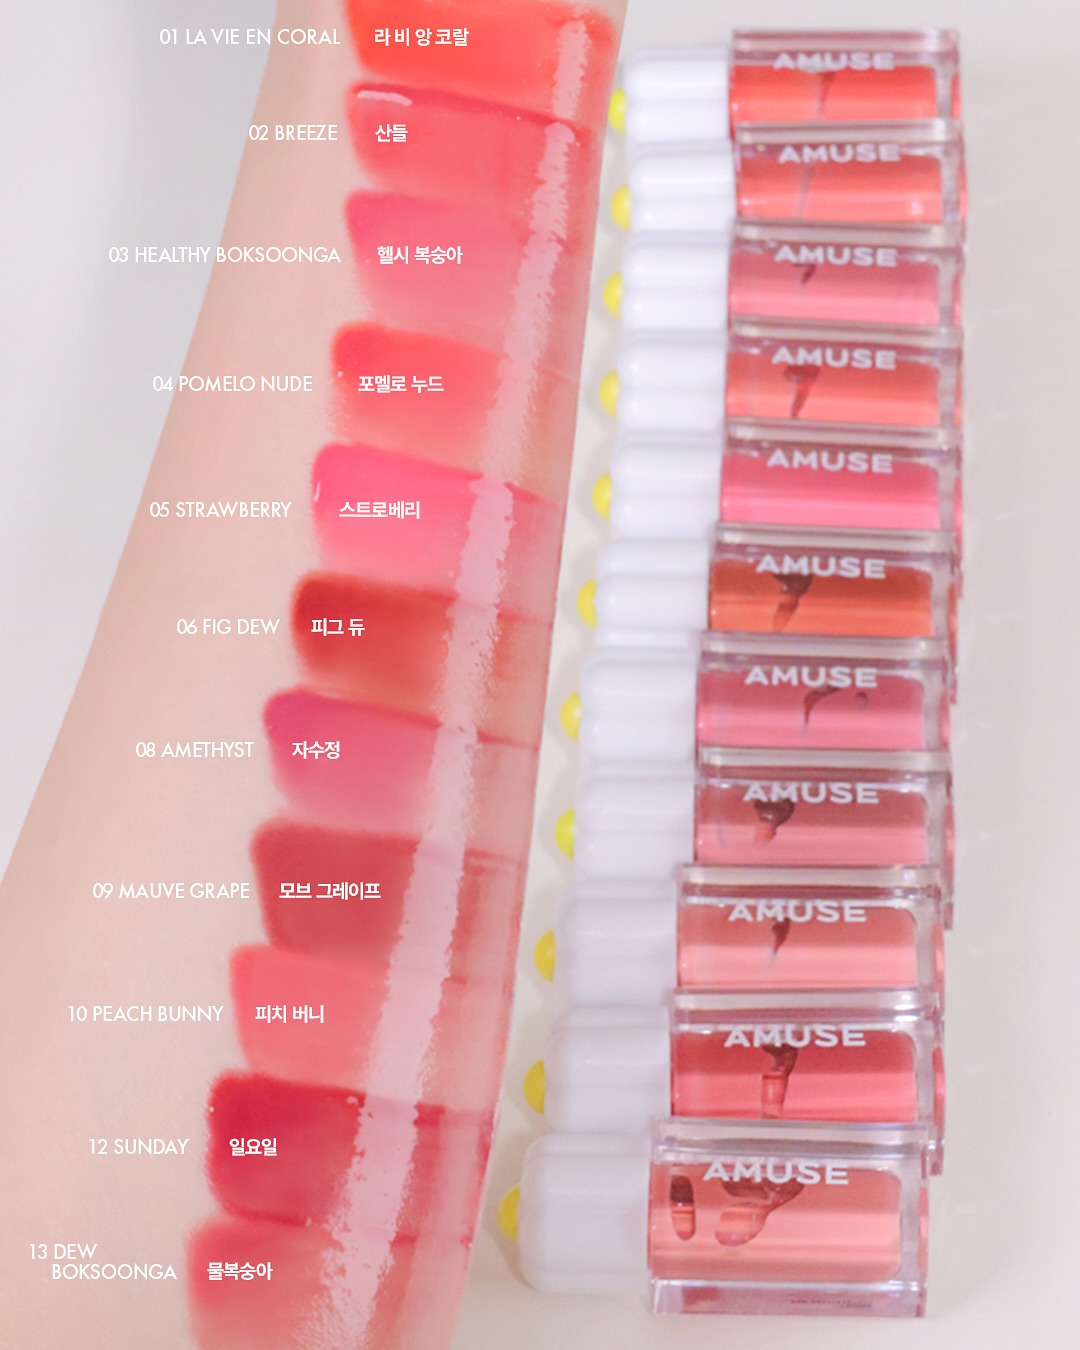 01 LA VIE EN CORAL 라 비 앙 코랄
AMUSE
02 BREEZE 산들
AMUSE
03 HEALTHY BOKSOONGA 헬시 복숭아
AMUSE
04 POMELO NUDE 포멜로 누드
AMUSE
05 STRAWBERRY 스트로베리
AMUSE
06 FIG DEW 피그 듀
AMUSE
08 AMETHYST 자수정
AMUSE
09 MAUVE GRAPE 모브 그레이프
AMUSE
10 PEACH BUNNY 피치 버니
AMUSE
12 SUNDAY 일요일
AMUSE
13 DEW
BOKSOONGA 물복숭아
AMUSE